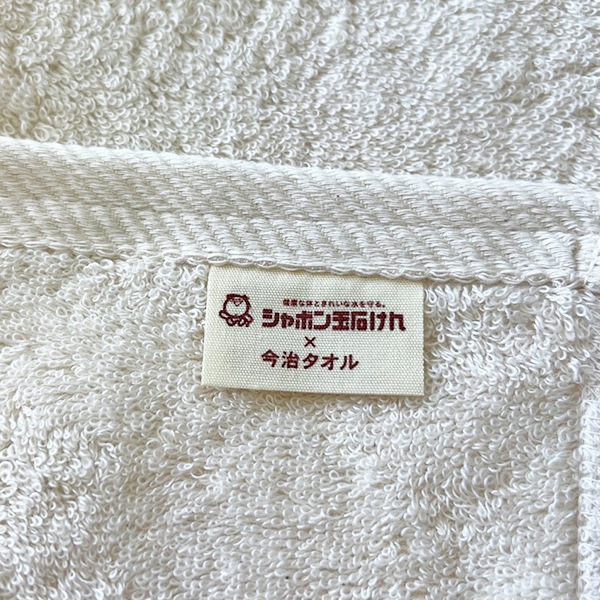 健康な体ときれいな水を守る。
シャボン玉石けん
×
今治タオル